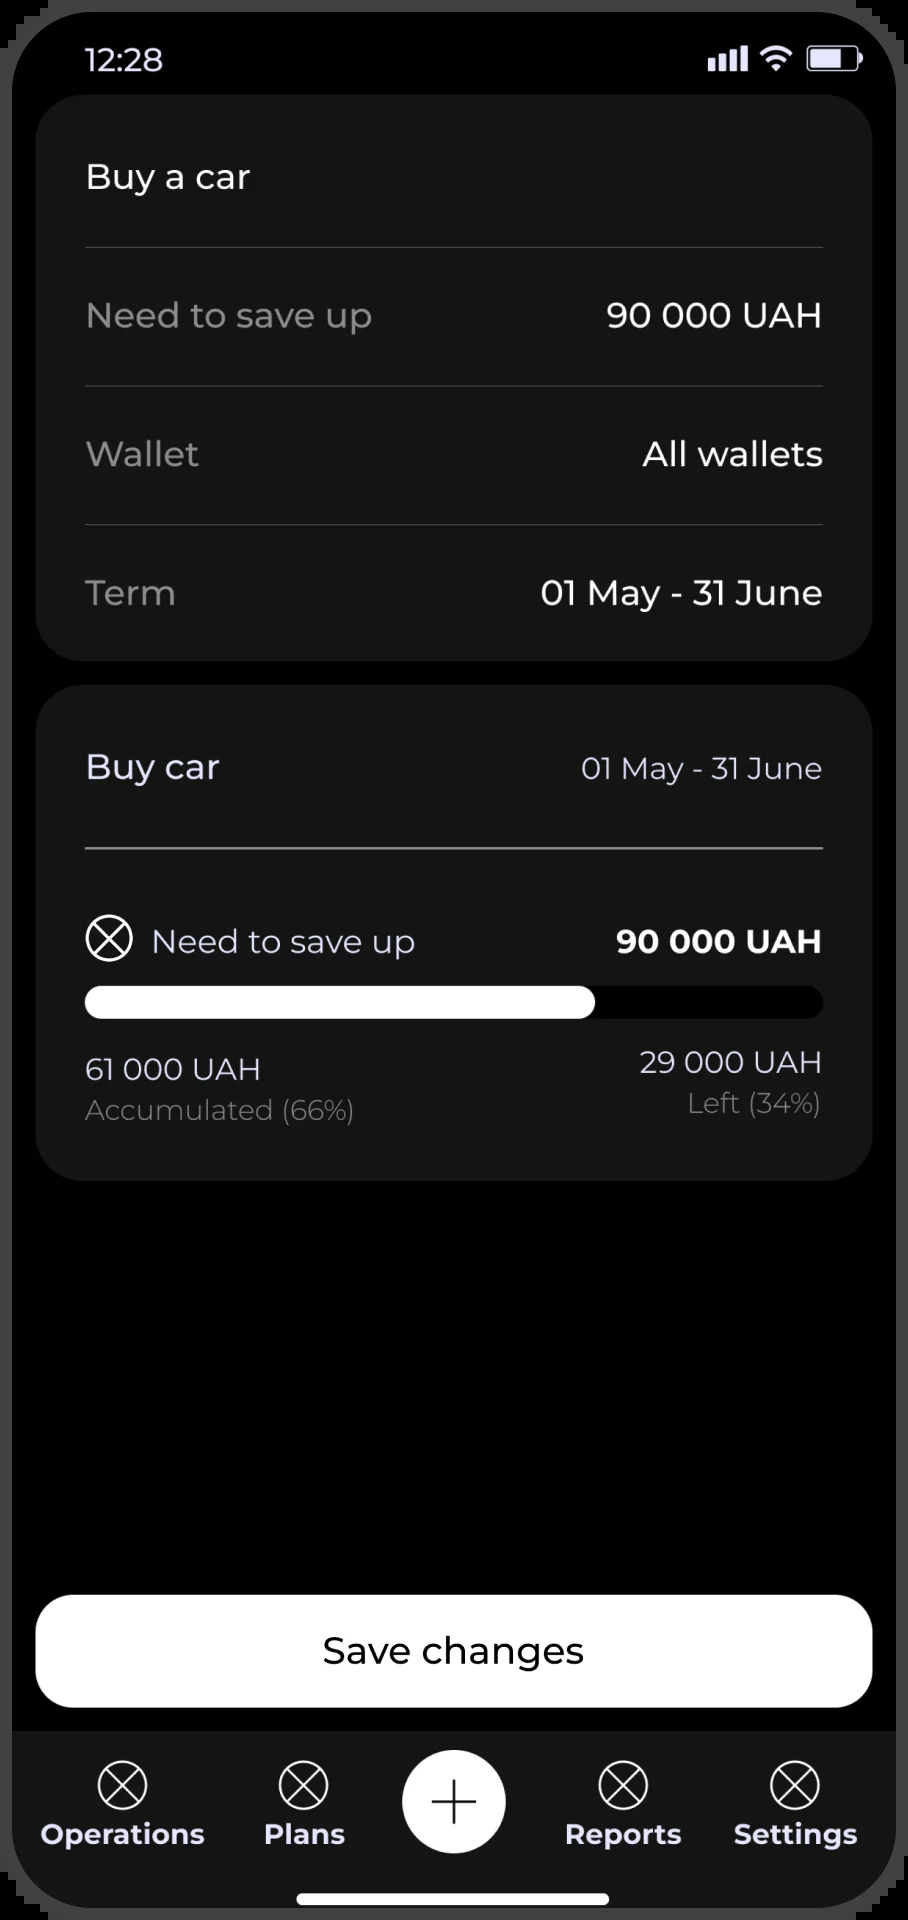 12:28
Buy a car
Need to save up 90 000 UAH
Wallet All wallets
Term 01 May - 31 June
Buy car 01 May - 31 June
Need to save up 90 000 UAH
61 000 UAH 29 000 UAH
Accumulated (66%) Left (34%)
Save changes
Operations Plans Reports Settings